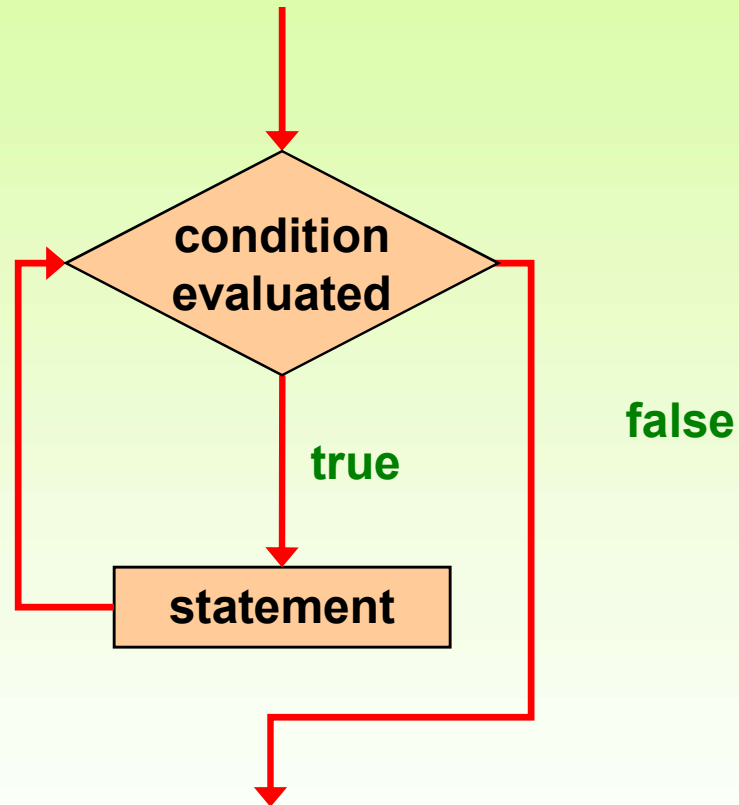 condition
evaluated
false
true
statement